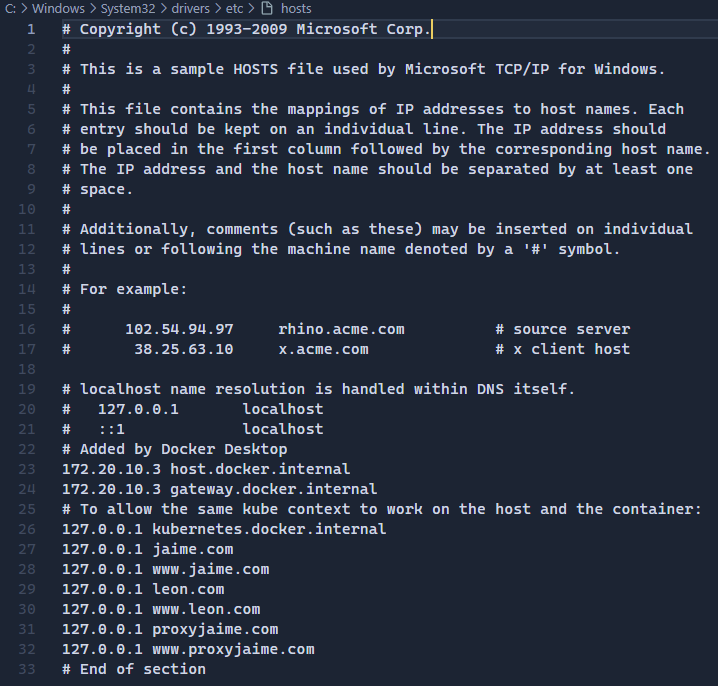 C: > Windows > System32 > drivers > etc > hosts
1 # Copyright (c) 1993-2009 Microsoft Corp.
2 #
3 # This is a sample HOSTS file used by Microsoft TCP/IP for Windows.
4 #
5 # This file contains the mappings of IP addresses to host names. Each
6 # entry should be kept on an individual line. The IP address should
7 # be placed in the first column followed by the corresponding host name.
8 # The IP address and the host name should be separated by at least one
9 # space.
10 #
11 # Additionally, comments (such as these) may be inserted on individual
12 # lines or following the machine name denoted by a '#' symbol.
13 #
14 # For example:
15 #
16 #      102.54.94.97     rhino.acme.com          # source server
17 #       38.25.63.10     x.acme.com              # x client host
18
19 # localhost name resolution is handled within DNS itself.
20 #   127.0.0.1       localhost
21 #   ::1             localhost
22 # Added by Docker Desktop
23 172.20.10.3 host.docker.internal
24 172.20.10.3 gateway.docker.internal
25 # To allow the same kube context to work on the host and the container:
26 127.0.0.1 kubernetes.docker.internal
27 127.0.0.1 jaime.com
28 127.0.0.1 www.jaime.com
29 127.0.0.1 leon.com
30 127.0.0.1 www.leon.com
31 127.0.0.1 proxyjaime.com
32 127.0.0.1 www.proxyjaime.com
33 # End of section